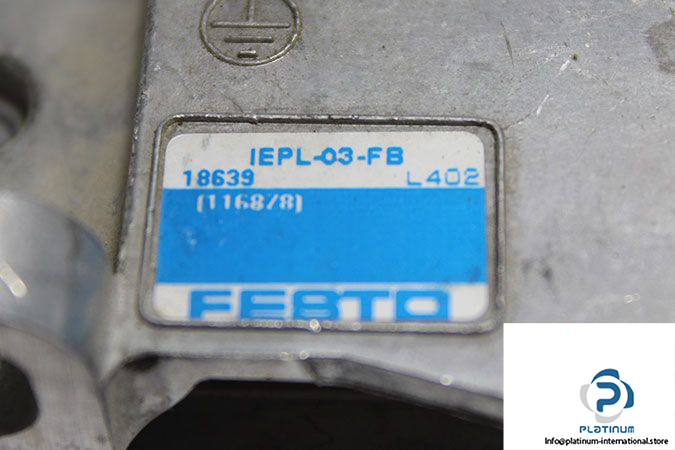 IEPL-03-FB
18639 L402
(116878)
FESTO
PLATINUM
Info@platinum-international.store